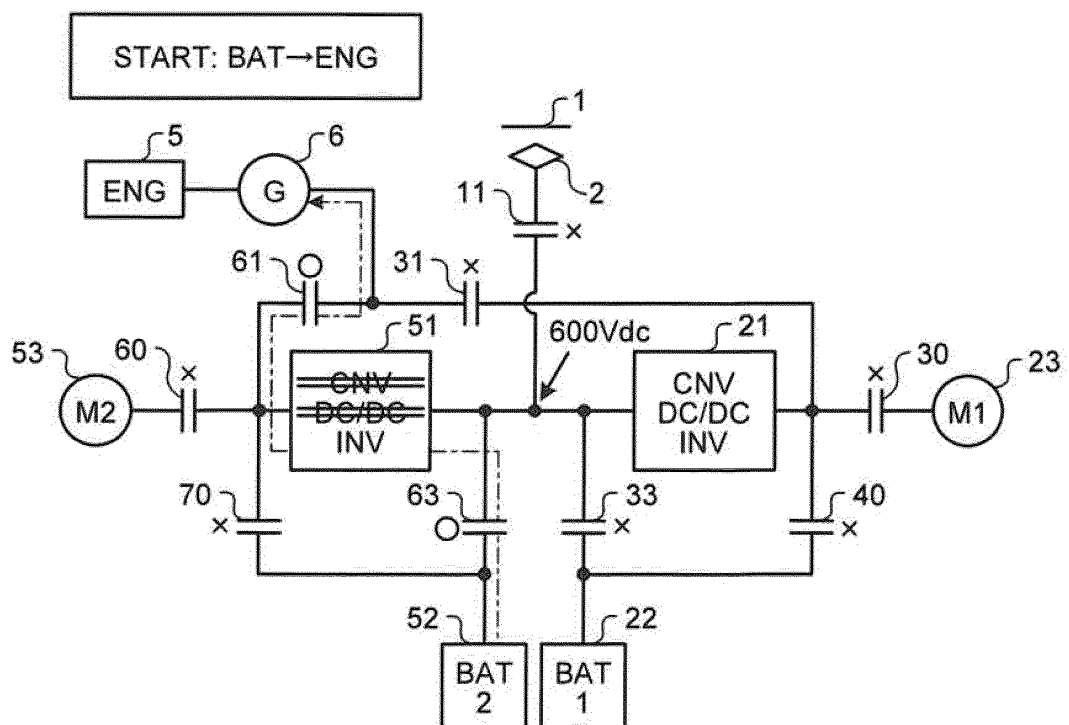 START: BAT→ENG
1
5
6
ENG
G
2
11
×
61
○
31
×
600Vdc
51
21
53
60
×
30
×
23
M2
CNV
DC/DC
INV
CNV
DC/DC
INV
M1
70
×
63
○
33
×
40
×
52
22
BAT
2
BAT
1